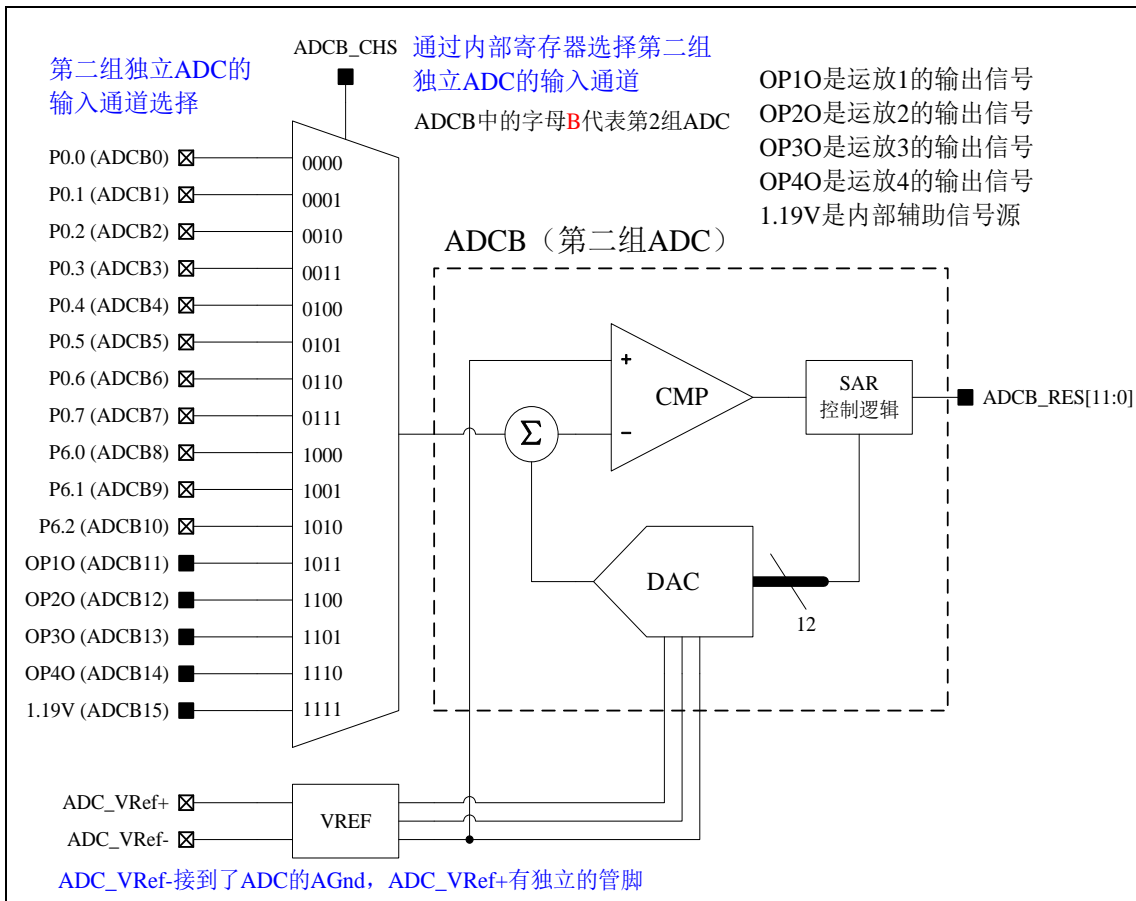 ADCB_CHS
第二组独立ADC的
输入通道选择
通过内部寄存器选择第二组
独立ADC的输入通道
ADCB中的字母B代表第2组ADC
OP1O是运放1的输出信号
OP2O是运放2的输出信号
OP3O是运放3的输出信号
OP4O是运放4的输出信号
1.19V是内部辅助信号源
P0.0 (ADCB0) 0000
P0.1 (ADCB1) 0001
P0.2 (ADCB2) 0010
P0.3 (ADCB3) 0011
P0.4 (ADCB4) 0100
P0.5 (ADCB5) 0101
P0.6 (ADCB6) 0110
P0.7 (ADCB7) 0111
P6.0 (ADCB8) 1000
P6.1 (ADCB9) 1001
P6.2 (ADCB10) 1010
OP1O (ADCB11) 1011
OP2O (ADCB12) 1100
OP3O (ADCB13) 1101
OP4O (ADCB14) 1110
1.19V (ADCB15) 1111
ADCB（第二组ADC）
+
CMP
−
Σ
SAR
控制逻辑
ADCB_RES[11:0]
DAC
12
ADC_VRef+
ADC_VRef-
VREF
ADC_VRef-接到了ADC的AGnd，ADC_VRef+有独立的管脚